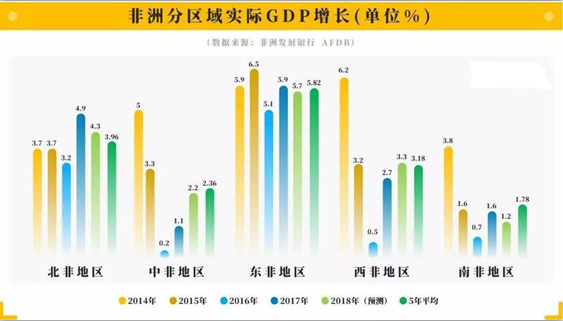 非洲分区域实际GDP增长(单位%)
(数据来源：非洲发展银行 AFDB)
3.7 3.7 3.2 4.9 4.3 3.96
5 3.3 0.2 1.1 2.2 2.36
5.9 6.5 5.1 5.9 5.7 5.82
6.2 3.2 0.5 2.7 3.3 3.18
3.8 1.6 0.7 1.6 1.2 1.78
北非地区 中非地区 东非地区 西非地区 南非地区
2014年 2015年 2016年 2017年 2018年 (预测) 5年平均